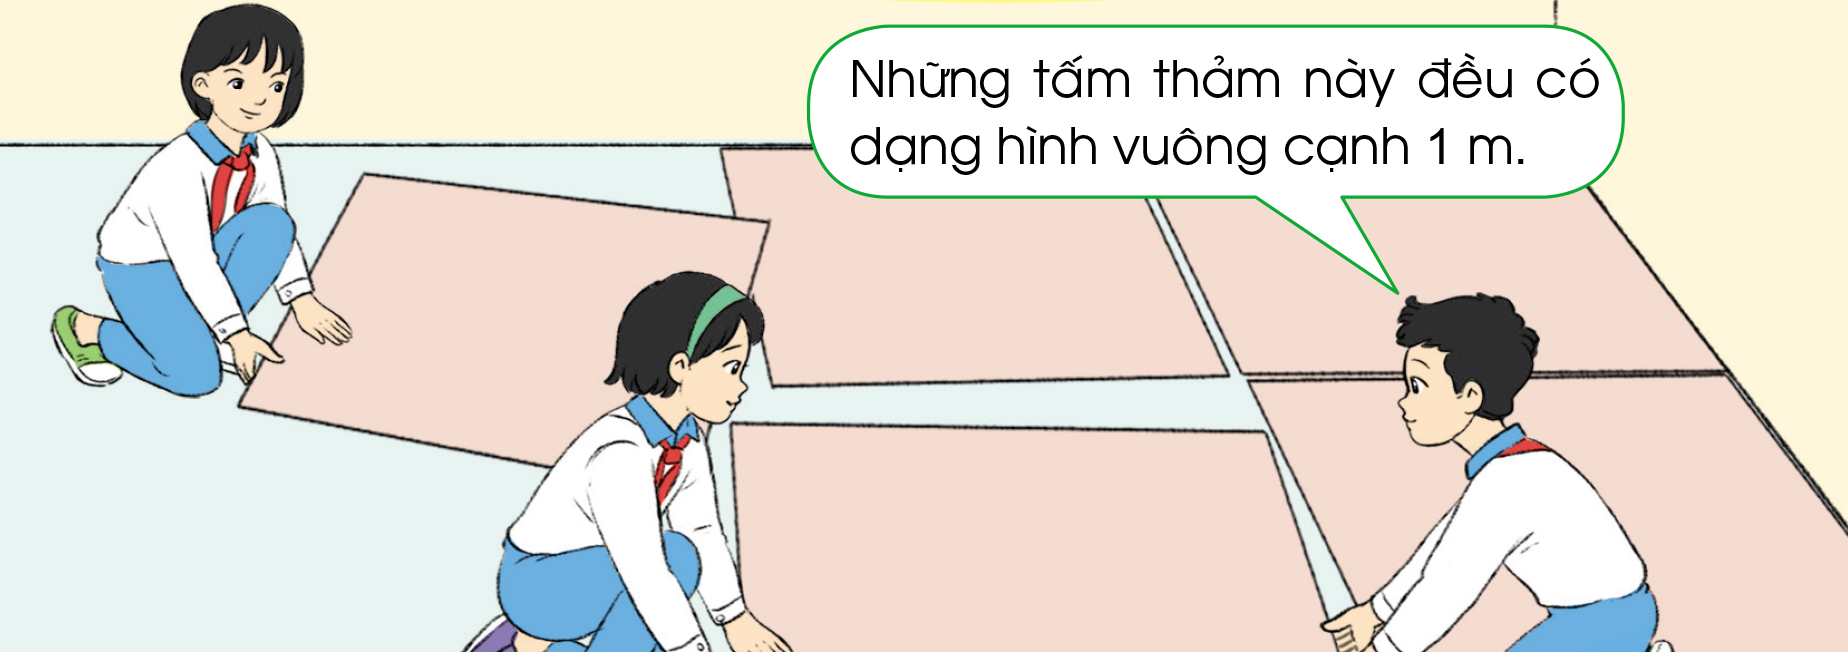 Những tấm thảm này đều có
dạng hình vuông cạnh 1 m.